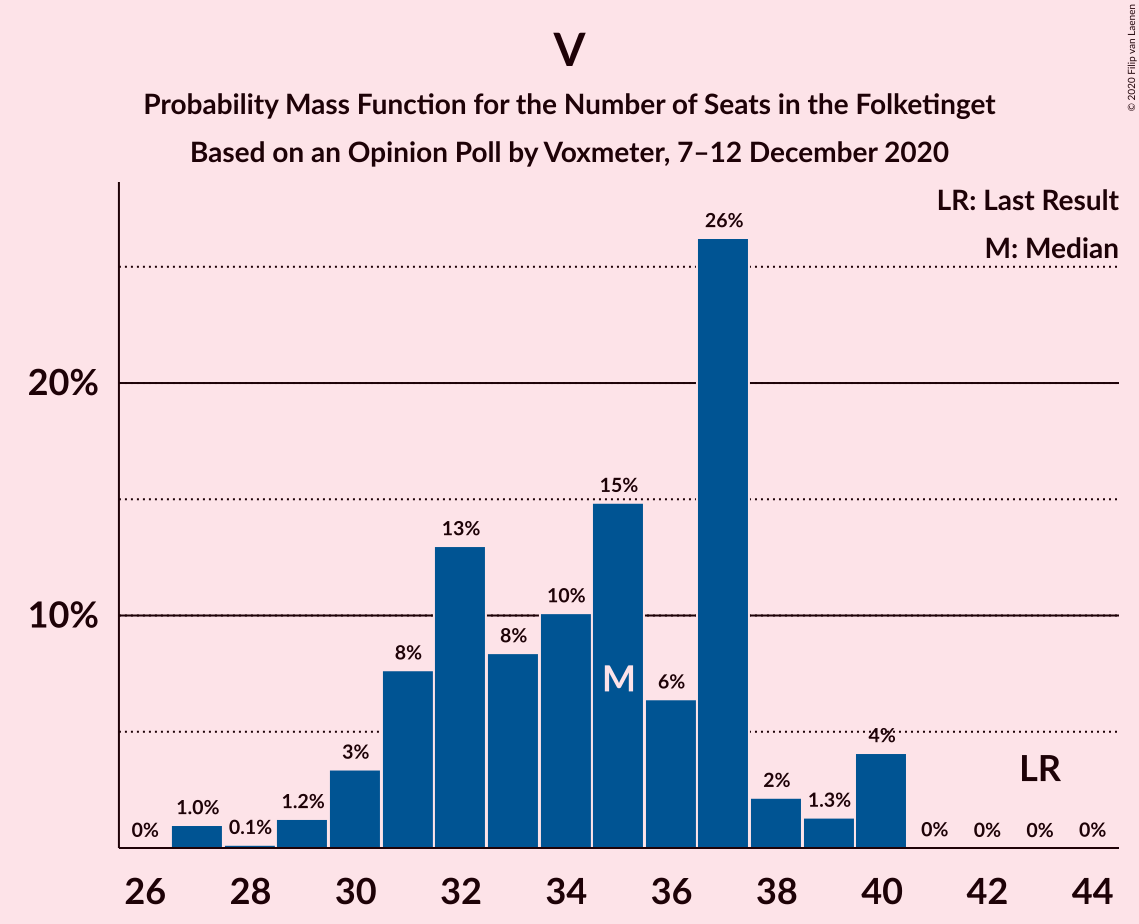 V
Probability Mass Function for the Number of Seats in the Folketinget
Based on an Opinion Poll by Voxmeter, 7–12 December 2020
© 2020 Filip van Laenen
LR: Last Result
M: Median
26%
20%
15%
13%
10%
10%
8%
8%
M
6%
3%
4%
LR
2%
0%
1.0%
0.1%
1.2%
1.3%
0%
0%
0%
0%
26 28 30 32 34 36 38 40 42 44